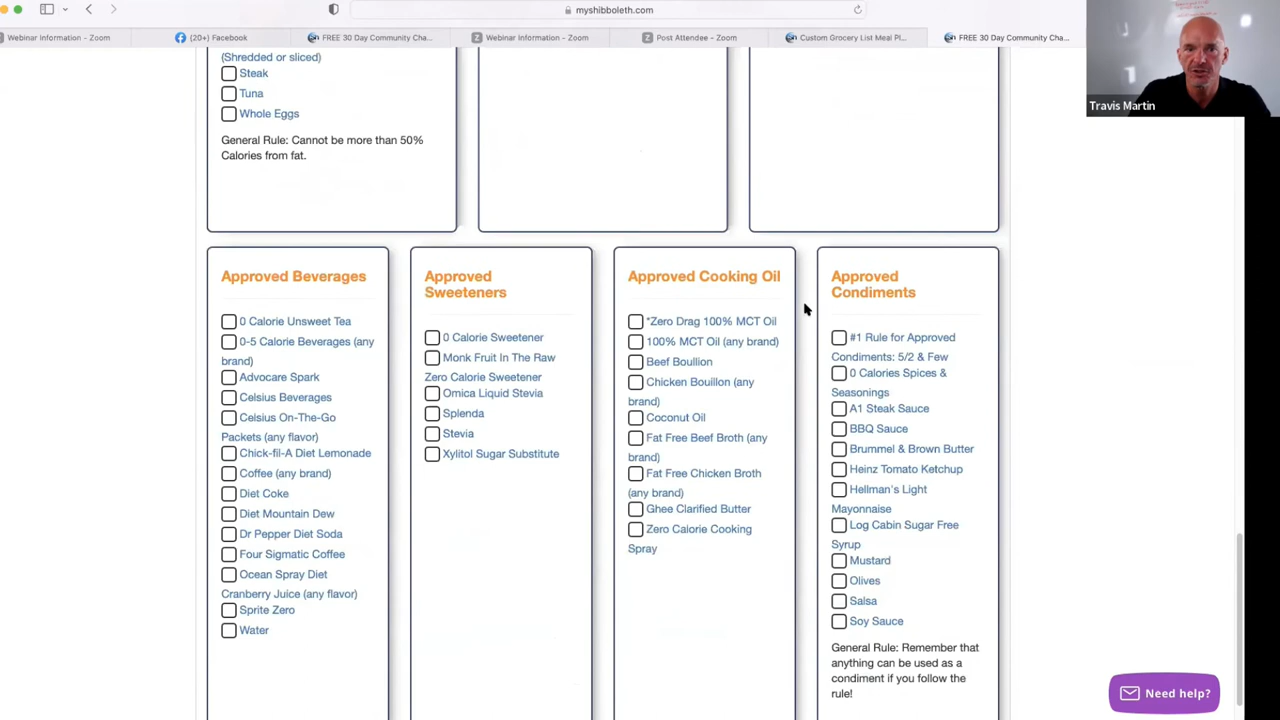 myshibboleth.com
Webinar Information - Zoom
(20+) Facebook
FREE 30 Day Community Cha...
Webinar Information - Zoom
Post Attendee - Zoom
Custom Grocery List Meal Pl...
FREE 30 Day Community Cha...
Travis Martin
(Shredded or sliced)
Steak
Tuna
Whole Eggs
General Rule: Cannot be more than 50%
Calories from fat.
Approved Beverages
0 Calorie Unsweet Tea
0-5 Calorie Beverages (any
brand)
Advocare Spark
Celsius Beverages
Celsius On-The-Go
Packets (any flavor)
Chick-fil-A Diet Lemonade
Coffee (any brand)
Diet Coke
Diet Mountain Dew
Dr Pepper Diet Soda
Four Sigmatic Coffee
Ocean Spray Diet
Cranberry Juice (any flavor)
Sprite Zero
Water
Approved
Sweeteners
0 Calorie Sweetener
Monk Fruit In The Raw
Zero Calorie Sweetener
Omica Liquid Stevia
Splenda
Stevia
Xylitol Sugar Substitute
Approved Cooking Oil
*Zero Drag 100% MCT Oil
100% MCT Oil (any brand)
Beef Boullion
Chicken Bouillon (any
brand)
Coconut Oil
Fat Free Beef Broth (any
brand)
Fat Free Chicken Broth
(any brand)
Ghee Clarified Butter
Zero Calorie Cooking
Spray
Approved
Condiments
#1 Rule for Approved
Condiments: 5/2 & Few
0 Calories Spices &
Seasonings
A1 Steak Sauce
BBQ Sauce
Brummel & Brown Butter
Heinz Tomato Ketchup
Hellman's Light
Mayonnaise
Log Cabin Sugar Free
Syrup
Mustard
Olives
Salsa
Soy Sauce
General Rule: Remember that
anything can be used as a
condiment if you follow the
rule!
Need help?